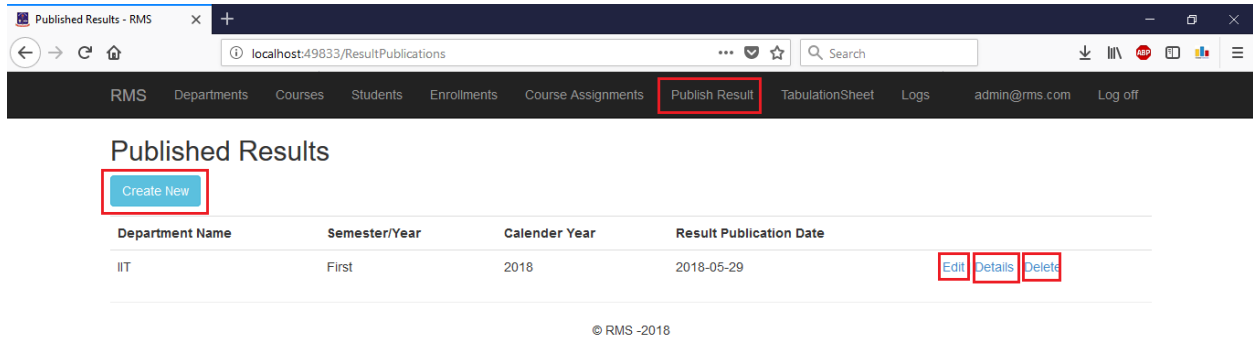 Published Results - RMS
localhost:49833/ResultPublications
Search
ABP
RMS Departments Courses Students Enrollments Course Assignments Publish Result TabulationSheet Logs admin@rms.com Log off
Published Results
Create New
Department Name Semester/Year Calender Year Result Publication Date
IIT First 2018 2018-05-29 Edit Details Delete
© RMS -2018